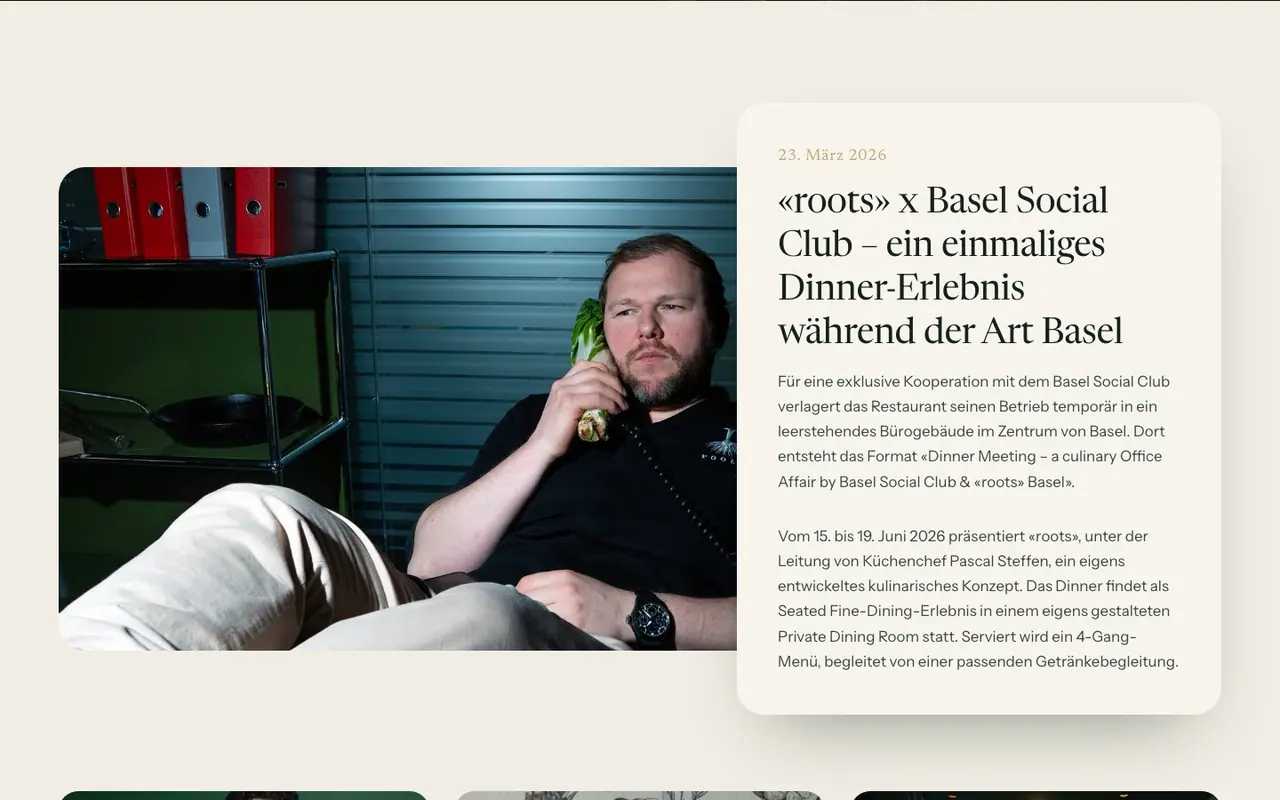 23. März 2026
«roots» x Basel Social
Club – ein einmaliges
Dinner-Erlebnis
während der Art Basel
Für eine exklusive Kooperation mit dem Basel Social Club
verlagert das Restaurant seinen Betrieb temporär in ein
leerstehendes Bürogebäude im Zentrum von Basel. Dort
entsteht das Format «Dinner Meeting – a culinary Office
Affair by Basel Social Club & «roots» Basel».
Vom 15. bis 19. Juni 2026 präsentiert «roots», unter der
Leitung von Küchenchef Pascal Steffen, ein eigens
entwickeltes kulinarisches Konzept. Das Dinner findet als
Seated Fine-Dining-Erlebnis in einem eigens gestalteten
Private Dining Room statt. Serviert wird ein 4-Gang-
Menü, begleitet von einer passenden Getränkebegleitung.